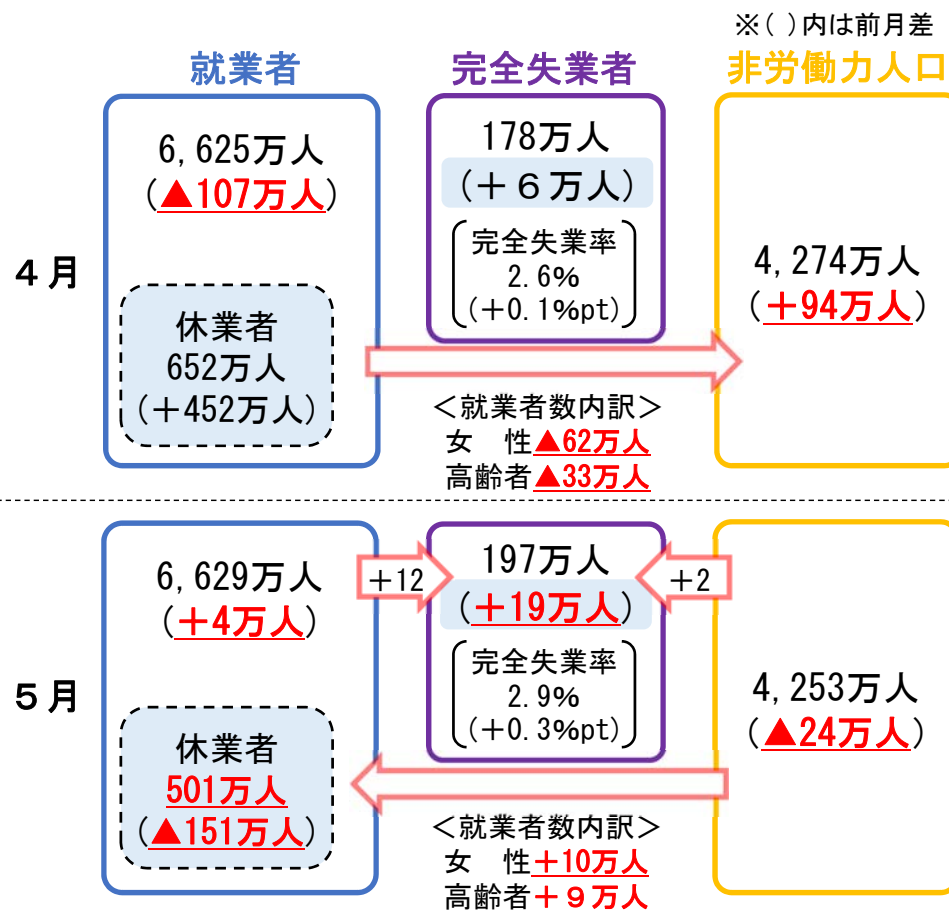 ※( )内は前月差
就業者
完全失業者
非労働力人口
4月
6,625万人
(▲107万人)
休業者
652万人
(+452万人)
178万人
(+6万人)
完全失業率
2.6%
(+0.1%pt)
4,274万人
(+94万人)
<就業者数内訳>
女 性▲62万人
高齢者▲33万人
5月
6,629万人
(+4万人)
休業者
501万人
(▲151万人)
+12
197万人
(+19万人)
完全失業率
2.9%
(+0.3%pt)
+2
4,253万人
(▲24万人)
<就業者数内訳>
女 性+10万人
高齢者+9万人